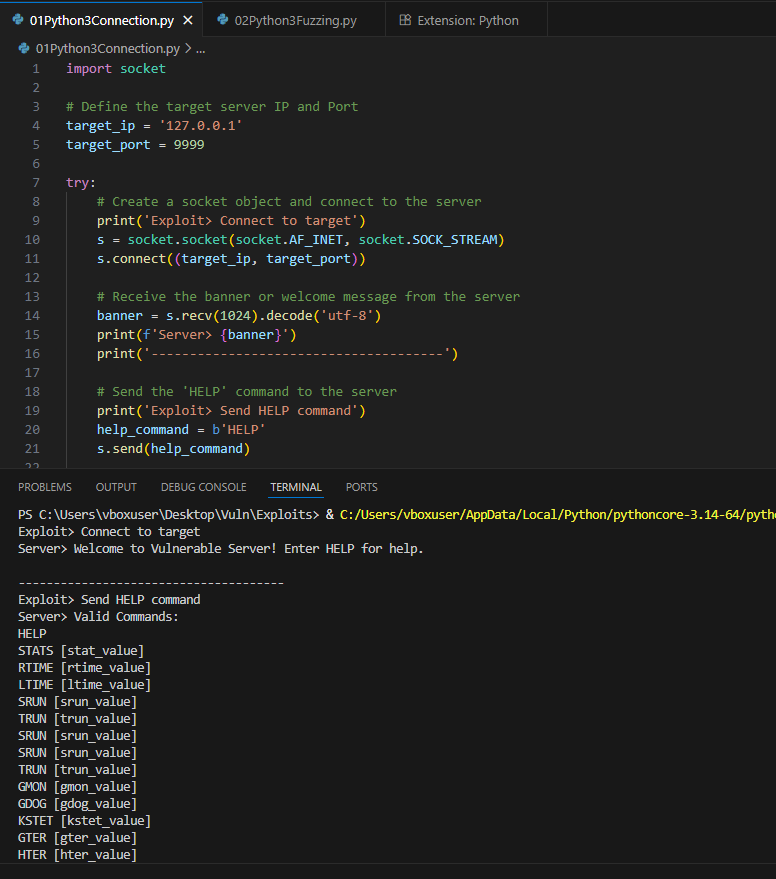 01Python3Connection.py
02Python3Fuzzing.py
Extension: Python
01Python3Connection.py > ...
1 import socket
2
3 # Define the target server IP and Port
4 target_ip = '127.0.0.1'
5 target_port = 9999
6
7 try:
8 # Create a socket object and connect to the server
9 print('Exploit> Connect to target')
10 s = socket.socket(socket.AF_INET, socket.SOCK_STREAM)
11 s.connect((target_ip, target_port))
12
13 # Receive the banner or welcome message from the server
14 banner = s.recv(1024).decode('utf-8')
15 print(f'Server> {banner}')
16 print('--------------------------------------')
17
18 # Send the 'HELP' command to the server
19 print('Exploit> Send HELP command')
20 help_command = b'HELP'
21 s.send(help_command)
22
PROBLEMS OUTPUT DEBUG CONSOLE TERMINAL PORTS
PS C:\Users\vboxuser\Desktop\Vuln\Exploits> & C:/Users/vboxuser/AppData/Local/Python/pythoncore-3.14-64/pyth
Exploit> Connect to target
Server> Welcome to Vulnerable Server! Enter HELP for help.
--------------------------------------
Exploit> Send HELP command
Server> Valid Commands:
HELP
STATS [stat_value]
RTIME [rtime_value]
LTIME [ltime_value]
SRUN [srun_value]
TRUN [trun_value]
SRUN [srun_value]
SRUN [srun_value]
TRUN [trun_value]
GMON [gmon_value]
GDOG [gdog_value]
KSTET [kstet_value]
GTER [gter_value]
HTER [hter_value]